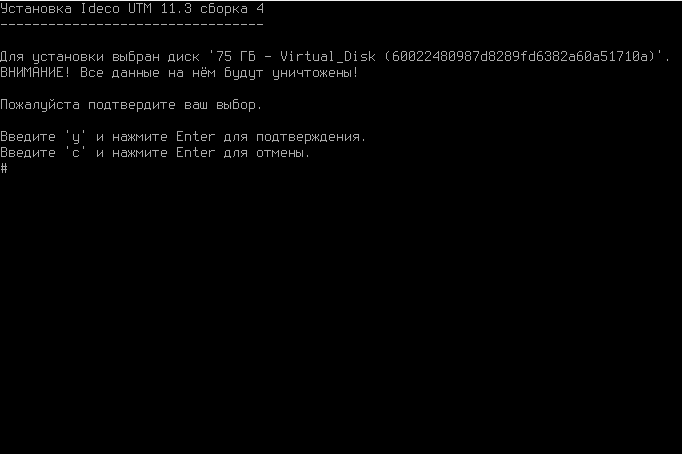 Установка Ideco UTM 11.3 сборка 4
---------------------------------
Для установки выбран диск '75 ГБ - Virtual_Disk (60022480987d8289fd6382a60a51710a)'.
ВНИМАНИЕ! Все данные на нём будут уничтожены!
Пожалуйста подтвердите ваш выбор.
Введите 'y' и нажмите Enter для подтверждения.
Введите 'c' и нажмите Enter для отмены.
#